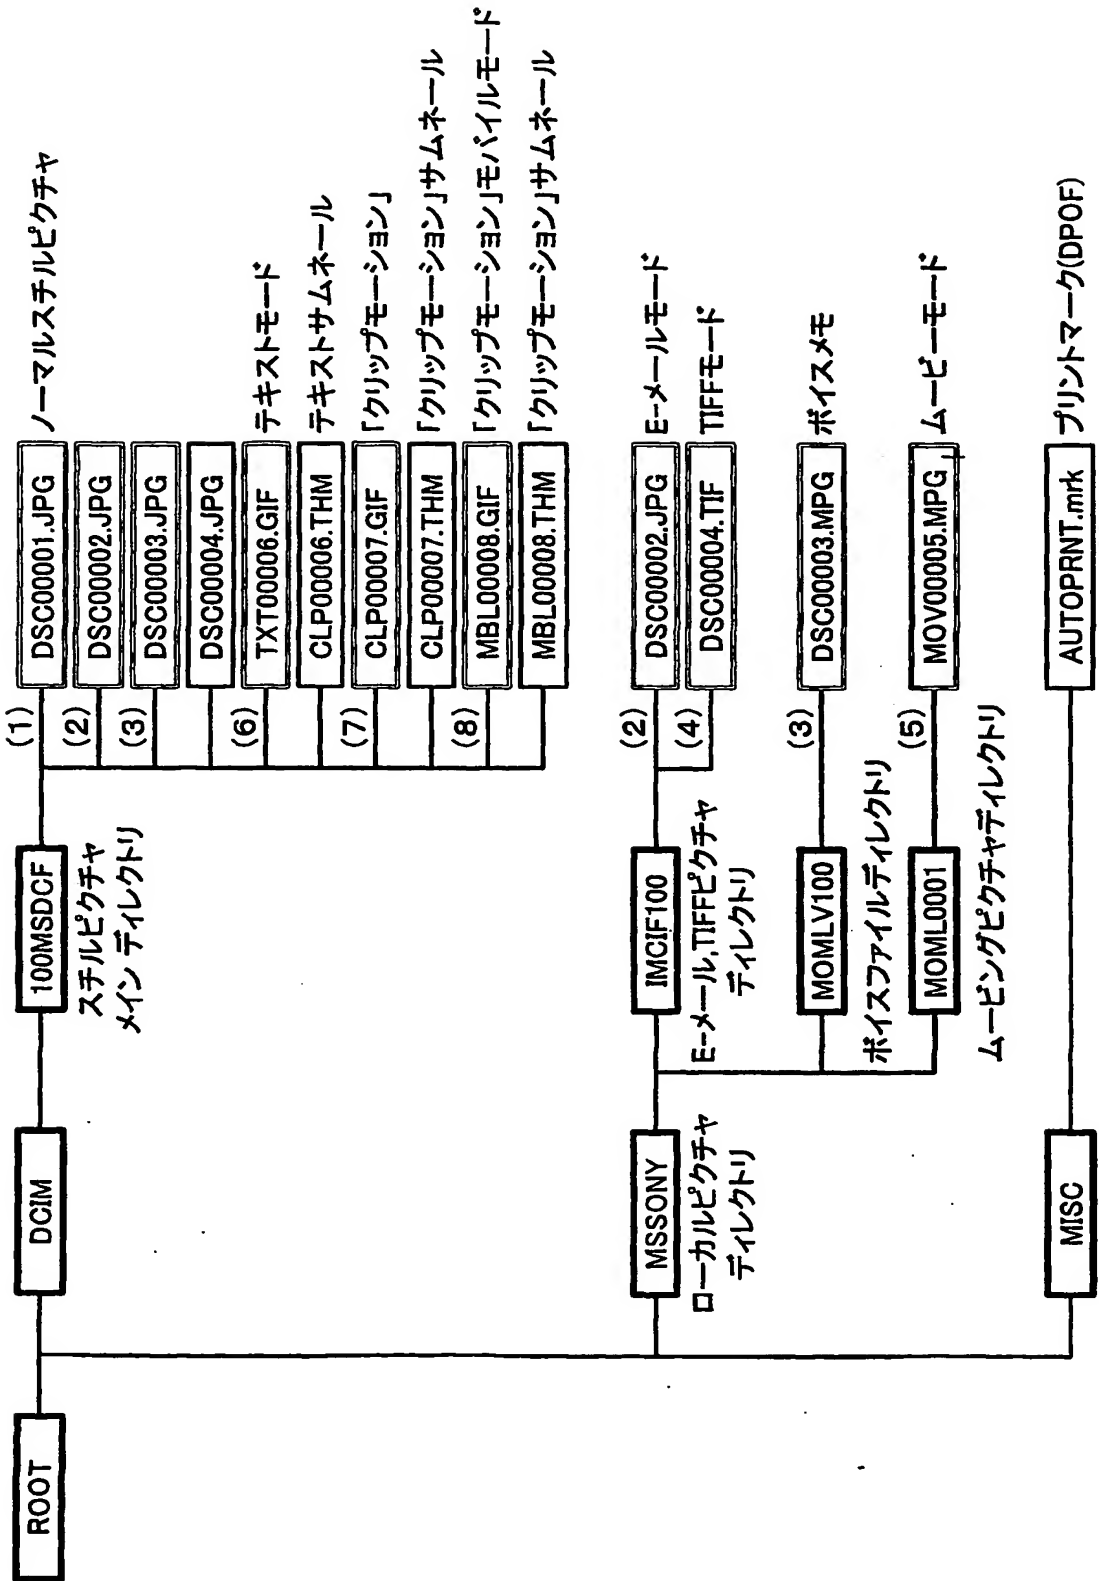 ROOT
DCIM
100MSDCF
スチルピクチャ
メイン ディレクトリ
(1)
DSC00001.JPG
ノーマルスチルピクチャ
(2)
DSC00002.JPG
(3)
DSC00003.JPG
DSC00004.JPG
(6)
TXT00006.GIF
テキストモード
CLP00006.THM
テキストサムネール
(7)
CLP00007.GIF
「クリップモーション」
CLP00007.THM
「クリップモーション」サムネール
(8)
MBL00008.GIF
「クリップモーション」モバイルモード
MBL00008.THM
「クリップモーション」サムネール
MSSONY
ローカルピクチャ
ディレクトリ
IMCIF100
E-メール,TIFFピクチャ
ディレクトリ
(2)
DSC00002.JPG
E-メールモード
(4)
DSC00004.TIF
TIFFモード
MOMLV100
ボイスファイルディレクトリ
(3)
DSC00003.MPG
ボイスメモ
MOML0001
ムービングピクチャディレクトリ
(5)
MOV00005.MPG
ムービーモード
MISC
AUTOPRNT.mrk
プリントマーク(DPOF)